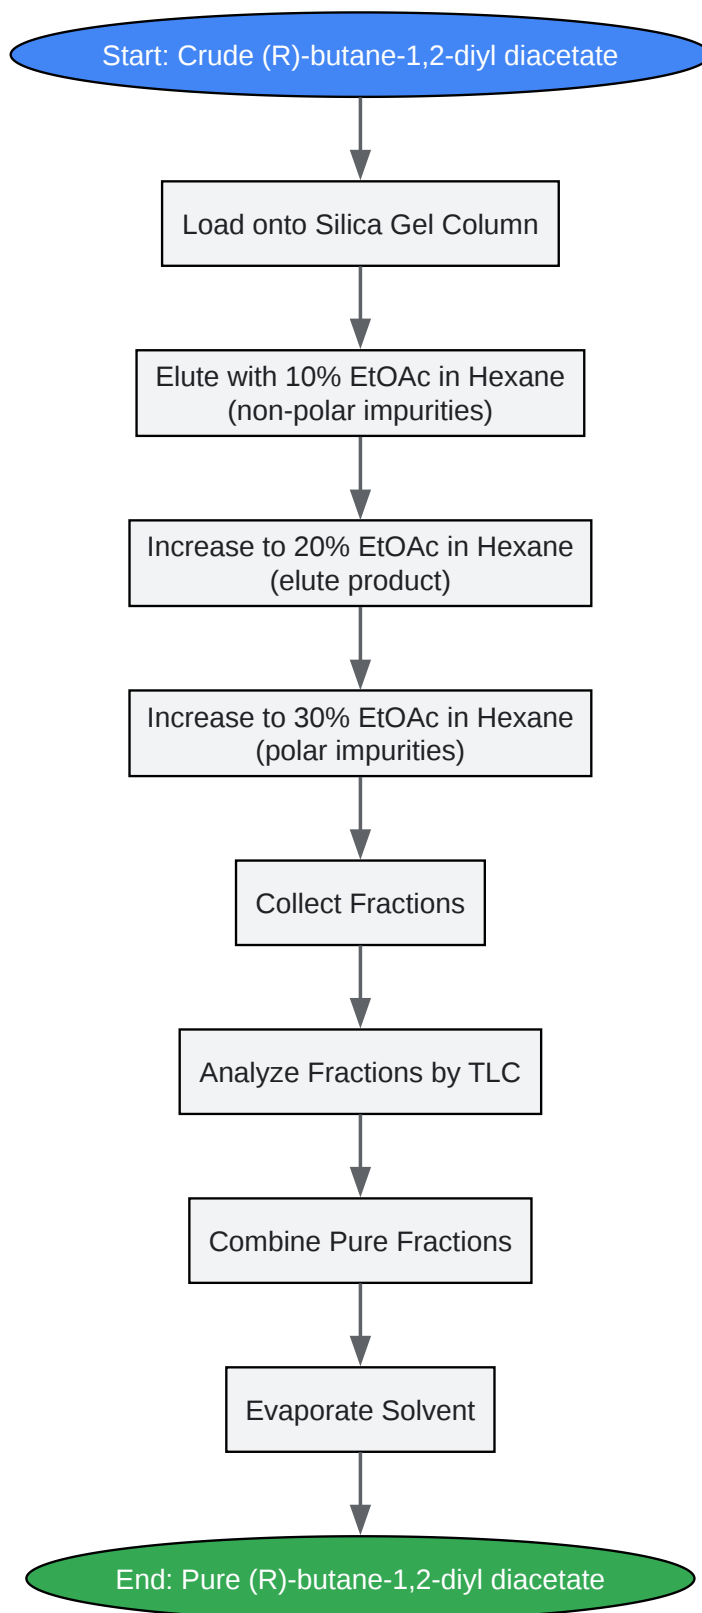 Start: Crude (R)-butane-1,2-diyl diacetate
Load onto Silica Gel Column
Elute with 10% EtOAc in Hexane
(non-polar impurities)
Increase to 20% EtOAc in Hexane
(elute product)
Increase to 30% EtOAc in Hexane
(polar impurities)
Collect Fractions
Analyze Fractions by TLC
Combine Pure Fractions
Evaporate Solvent
End: Pure (R)-butane-1,2-diyl diacetate